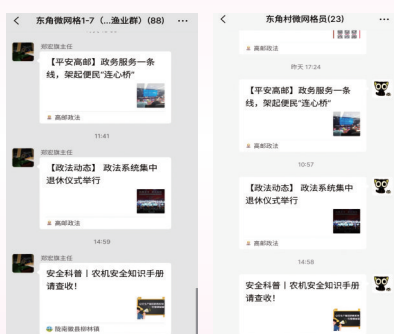 东角微网格1-7（...渔业群）(88)
郑宏旗主任
【平安高邮】政务服务一条
线，架起便民“连心桥”
高邮政法
11:41
郑宏旗主任
【政法动态】 政法系统集中
退休仪式举行
高邮政法
14:59
郑宏旗主任
安全科普丨农机安全知识手册
请查收！
陇南徽县柳林镇
东角村微网格员(23)
高邮政法
昨天 17:24
【平安高邮】政务服务一条
线，架起便民“连心桥”
高邮政法
10:57
【政法动态】 政法系统集中
退休仪式举行
高邮政法
14:58
安全科普丨农机安全知识手册
请查收！